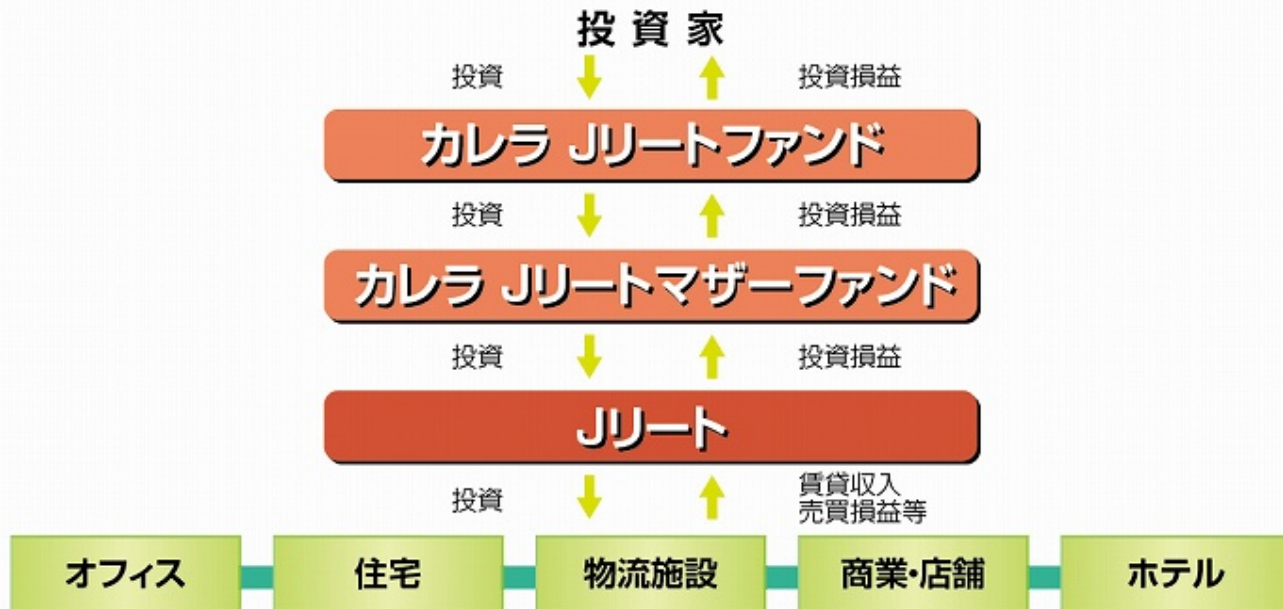 投資家
投資 投資損益
カレラ Jリートファンド
投資 投資損益
カレラ Jリートマザーファンド
投資 投資損益
Jリート
投資 賃貸収入
売買損益等
オフィス 住宅 物流施設 商業・店舗 ホテル